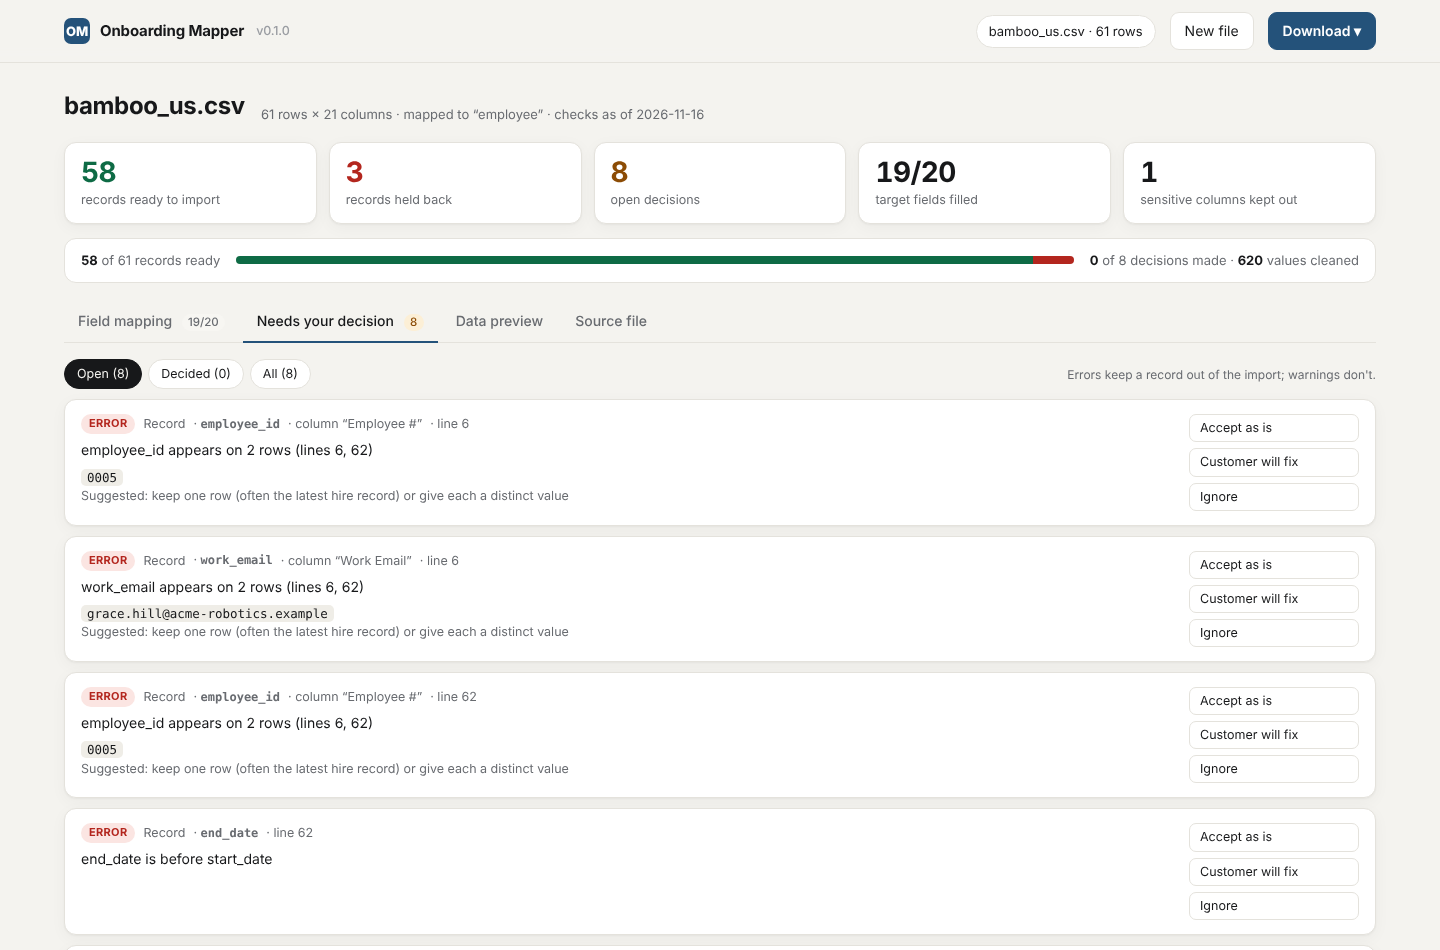 OM Onboarding Mapper v0.1.0
bamboo_us.csv · 61 rows
New file
Download ▾
bamboo_us.csv 61 rows × 21 columns · mapped to “employee” · checks as of 2026-11-16
58
records ready to import
3
records held back
8
open decisions
19/20
target fields filled
1
sensitive columns kept out
58 of 61 records ready
0 of 8 decisions made · 620 values cleaned
Field mapping 19/20
Needs your decision 8
Data preview
Source file
Open (8)
Decided (0)
All (8)
Errors keep a record out of the import; warnings don't.
ERROR Record · employee_id · column “Employee #” · line 6
employee_id appears on 2 rows (lines 6, 62)
0005
Suggested: keep one row (often the latest hire record) or give each a distinct value
Accept as is
Customer will fix
Ignore
ERROR Record · work_email · column “Work Email” · line 6
work_email appears on 2 rows (lines 6, 62)
grace.hill@acme-robotics.example
Suggested: keep one row (often the latest hire record) or give each a distinct value
Accept as is
Customer will fix
Ignore
ERROR Record · employee_id · column “Employee #” · line 62
employee_id appears on 2 rows (lines 6, 62)
0005
Suggested: keep one row (often the latest hire record) or give each a distinct value
Accept as is
Customer will fix
Ignore
ERROR Record · end_date · line 62
end_date is before start_date
Accept as is
Customer will fix
Ignore